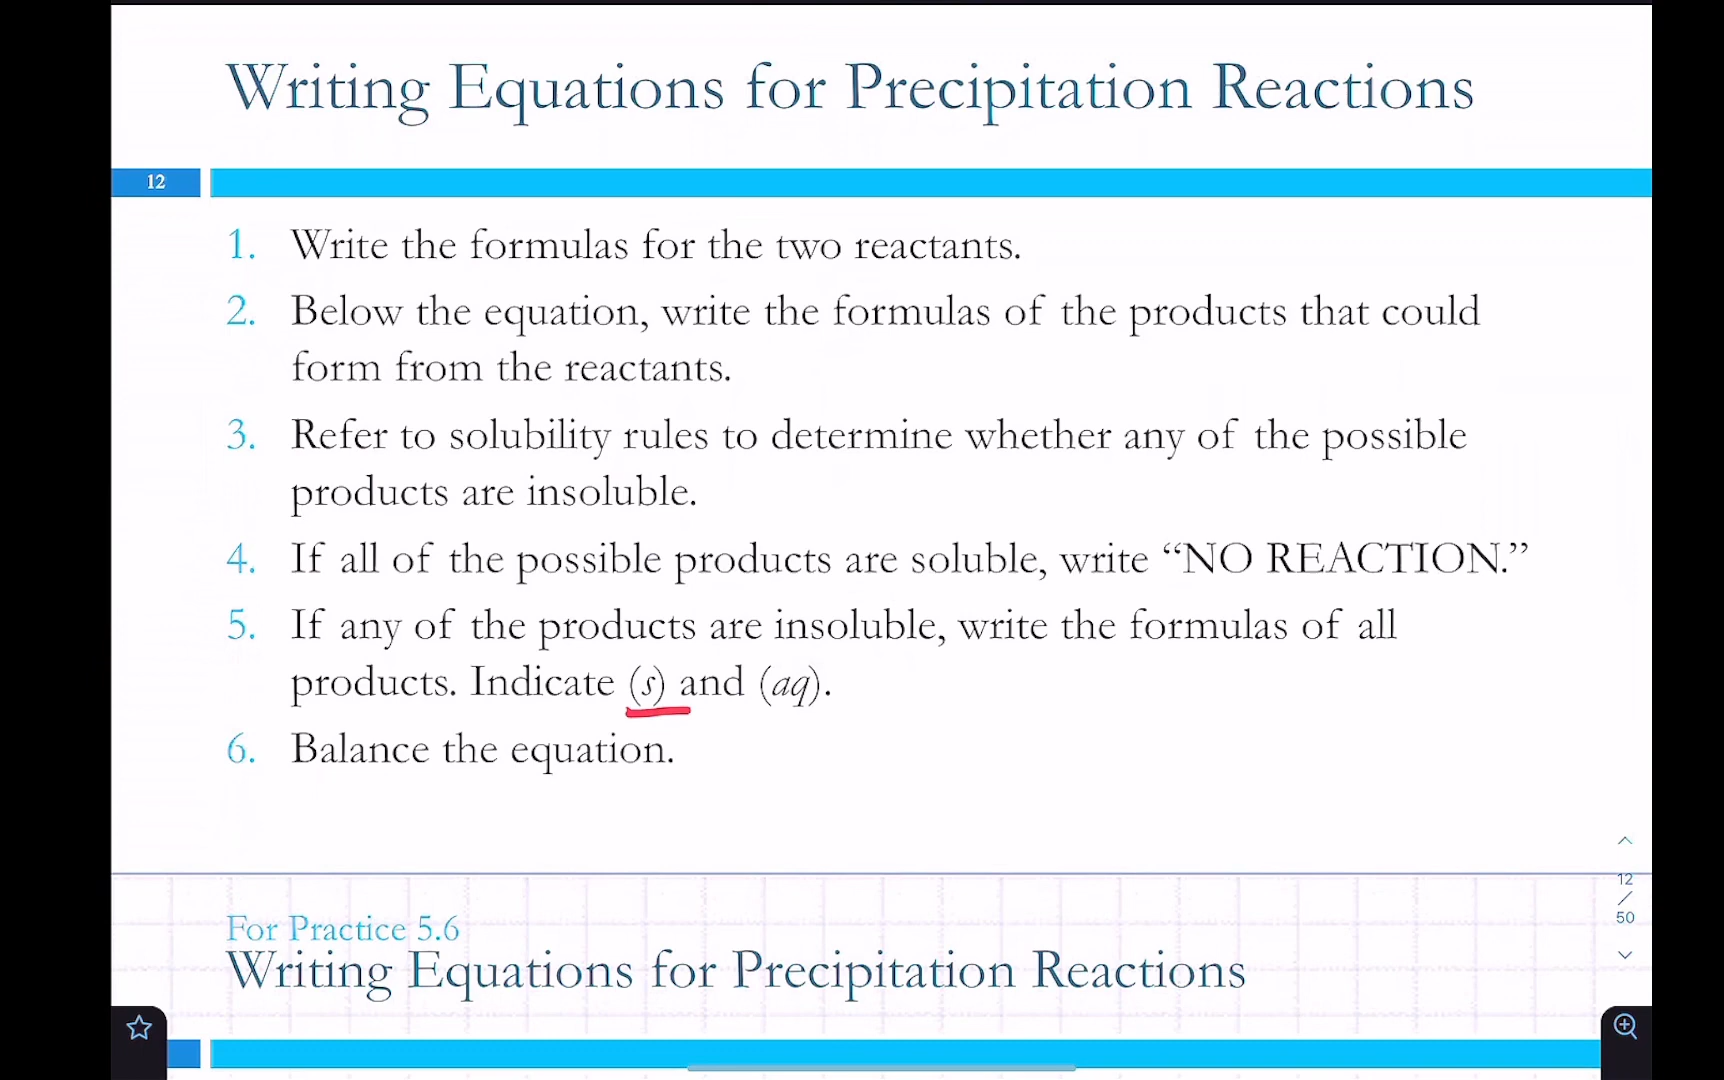 Writing Equations for Precipitation Reactions
12
1. Write the formulas for the two reactants.
2. Below the equation, write the formulas of the products that could
form from the reactants.
3. Refer to solubility rules to determine whether any of the possible
products are insoluble.
4. If all of the possible products are soluble, write “NO REACTION.”
5. If any of the products are insoluble, write the formulas of all
products. Indicate (s) and (aq).
6. Balance the equation.
12
/
50
For Practice 5.6
Writing Equations for Precipitation Reactions